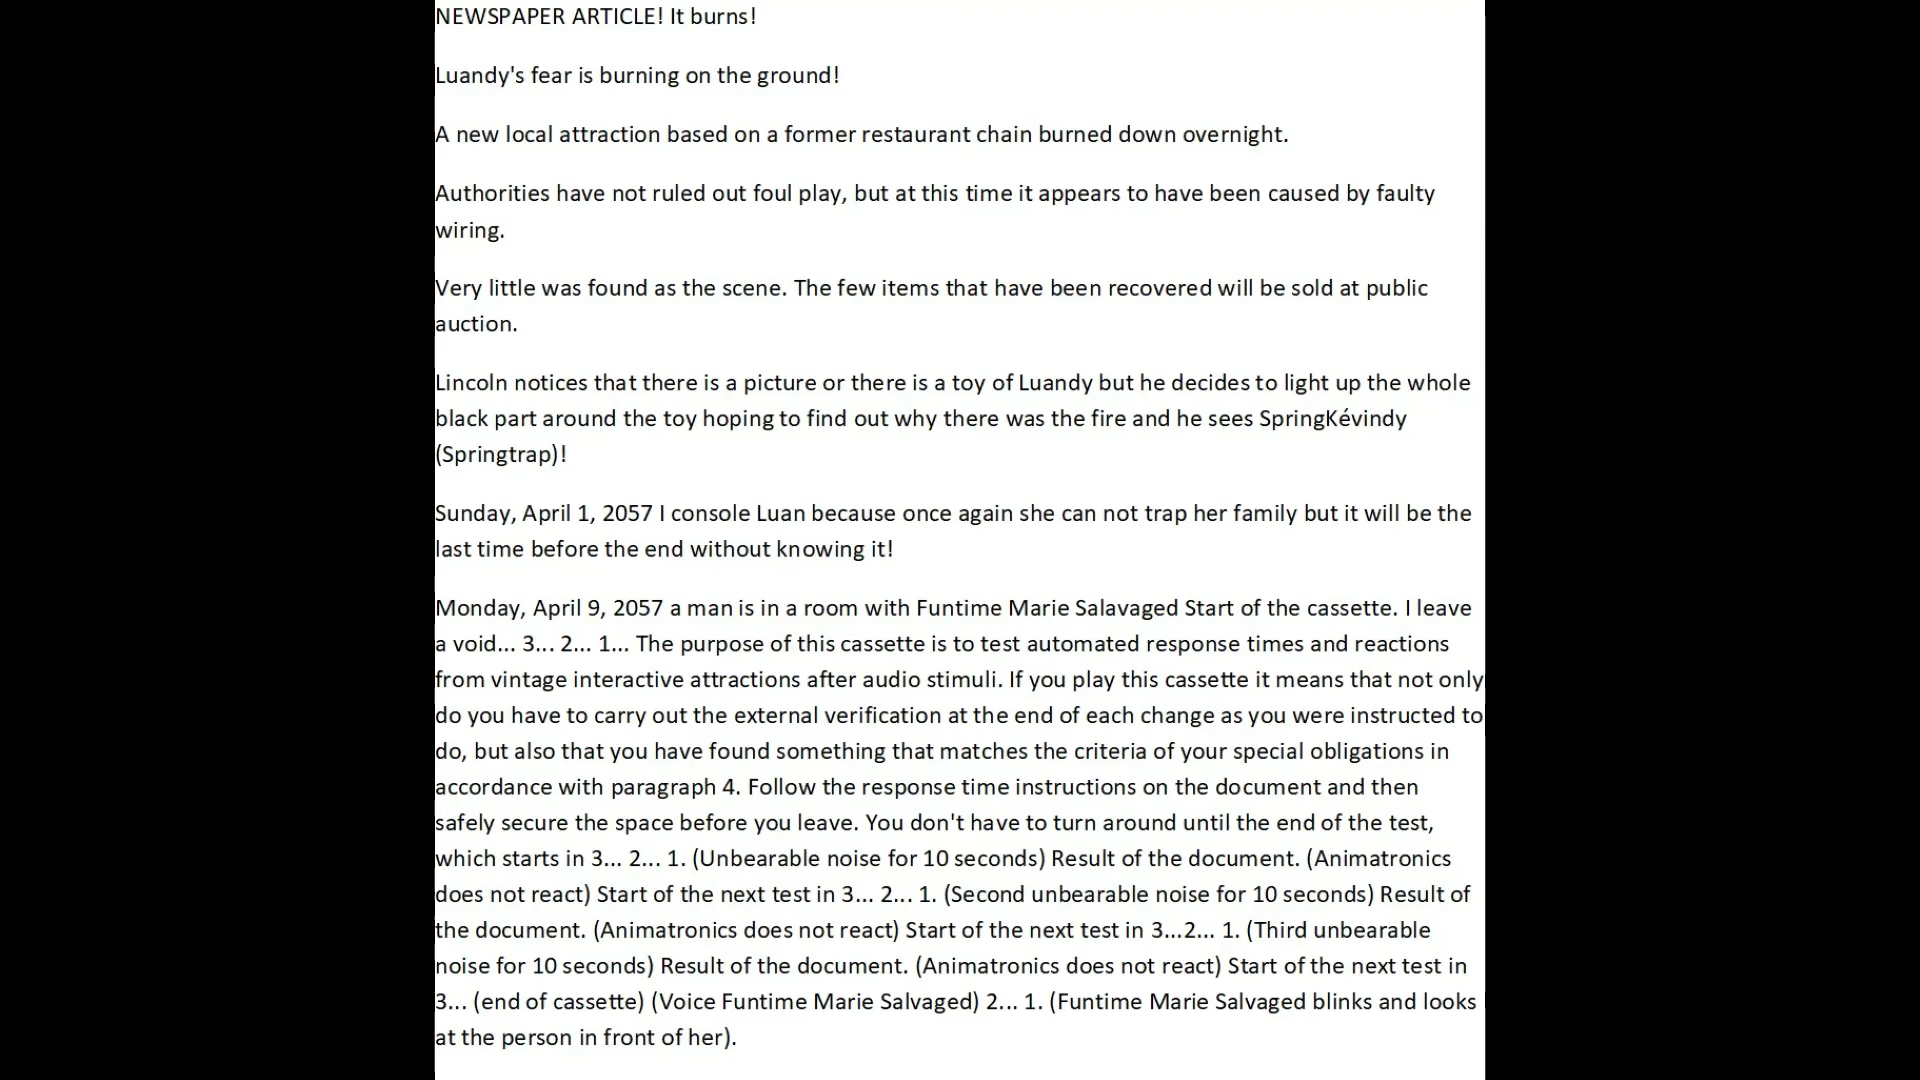 NEWSPAPER ARTICLE! It burns!
Luandy's fear is burning on the ground!
A new local attraction based on a former restaurant chain burned down overnight.
Authorities have not ruled out foul play, but at this time it appears to have been caused by faulty
wiring.
Very little was found as the scene. The few items that have been recovered will be sold at public
auction.
Lincoln notices that there is a picture or there is a toy of Luandy but he decides to light up the whole
black part around the toy hoping to find out why there was the fire and he sees SpringKévindy
(Springtrap)!
Sunday, April 1, 2057 I console Luan because once again she can not trap her family but it will be the
last time before the end without knowing it!
Monday, April 9, 2057 a man is in a room with Funtime Marie Salavaged Start of the cassette. I leave
a void... 3... 2... 1... The purpose of this cassette is to test automated response times and reactions
from vintage interactive attractions after audio stimuli. If you play this cassette it means that not only
do you have to carry out the external verification at the end of each change as you were instructed to
do, but also that you have found something that matches the criteria of your special obligations in
accordance with paragraph 4. Follow the response time instructions on the document and then
safely secure the space before you leave. You don't have to turn around until the end of the test,
which starts in 3... 2... 1. (Unbearable noise for 10 seconds) Result of the document. (Animatronics
does not react) Start of the next test in 3... 2... 1. (Second unbearable noise for 10 seconds) Result of
the document. (Animatronics does not react) Start of the next test in 3...2... 1. (Third unbearable
noise for 10 seconds) Result of the document. (Animatronics does not react) Start of the next test in
3... (end of cassette) (Voice Funtime Marie Salvaged) 2... 1. (Funtime Marie Salvaged blinks and looks
at the person in front of her).